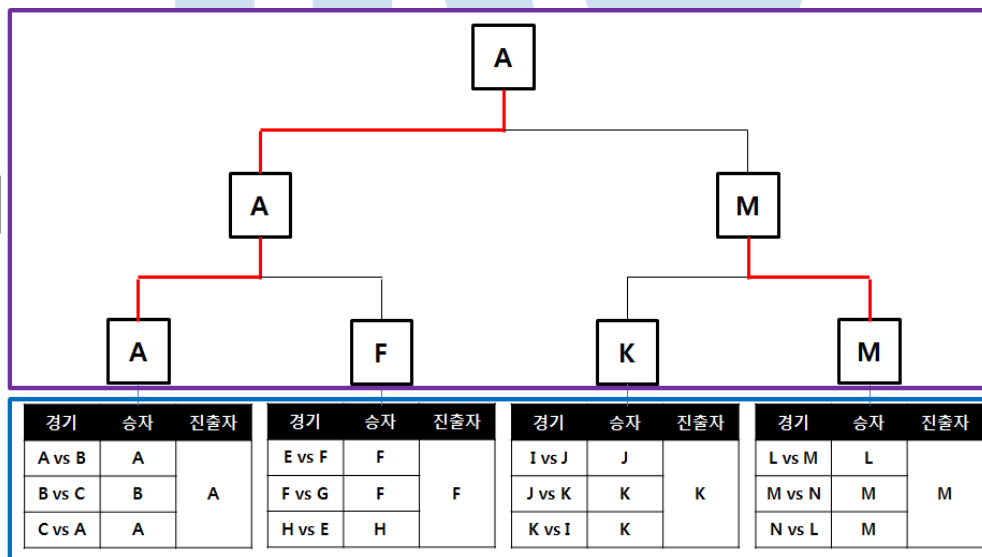 A
A M
A F K M
경기 승자 진출자 경기 승자 진출자 경기 승자 진출자 경기 승자 진출자
A vs B A E vs F F I vs J J L vs M L
B vs C B A F vs G F F J vs K K K M vs N M M
C vs A A H vs E H K vs I K N vs L M